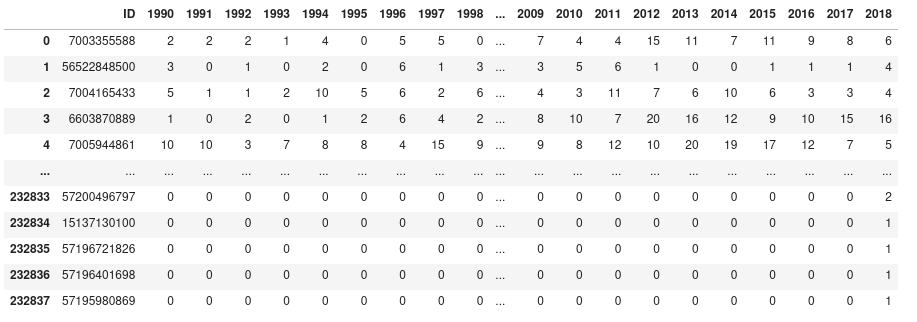 ID 1990 1991 1992 1993 1994 1995 1996 1997 1998 ... 2009 2010 2011 2012 2013 2014 2015 2016 2017 2018
0 7003355588 2 2 2 1 4 0 5 5 0 ... 7 4 4 15 11 7 11 9 8 6
1 56522848500 3 0 1 0 2 0 6 1 3 ... 3 5 6 1 0 0 1 1 1 4
2 7004165433 5 1 1 2 10 5 6 2 6 ... 4 3 11 7 6 10 6 3 3 4
3 6603870889 1 0 2 0 1 2 6 4 2 ... 8 10 7 20 16 12 9 10 15 16
4 7005944861 10 10 3 7 8 8 4 15 9 ... 9 8 12 10 20 19 17 12 7 5
... ... ... ... ... ... ... ... ... ... ... ... ... ... ... ... ... ... ... ... ... ... ...
232833 57200496797 0 0 0 0 0 0 0 0 0 ... 0 0 0 0 0 0 0 0 0 2
232834 15137130100 0 0 0 0 0 0 0 0 0 ... 0 0 0 0 0 0 0 0 0 1
232835 57196721826 0 0 0 0 0 0 0 0 0 ... 0 0 0 0 0 0 0 0 0 1
232836 57196401698 0 0 0 0 0 0 0 0 0 ... 0 0 0 0 0 0 0 0 0 1
232837 57195980869 0 0 0 0 0 0 0 0 0 ... 0 0 0 0 0 0 0 0 0 1